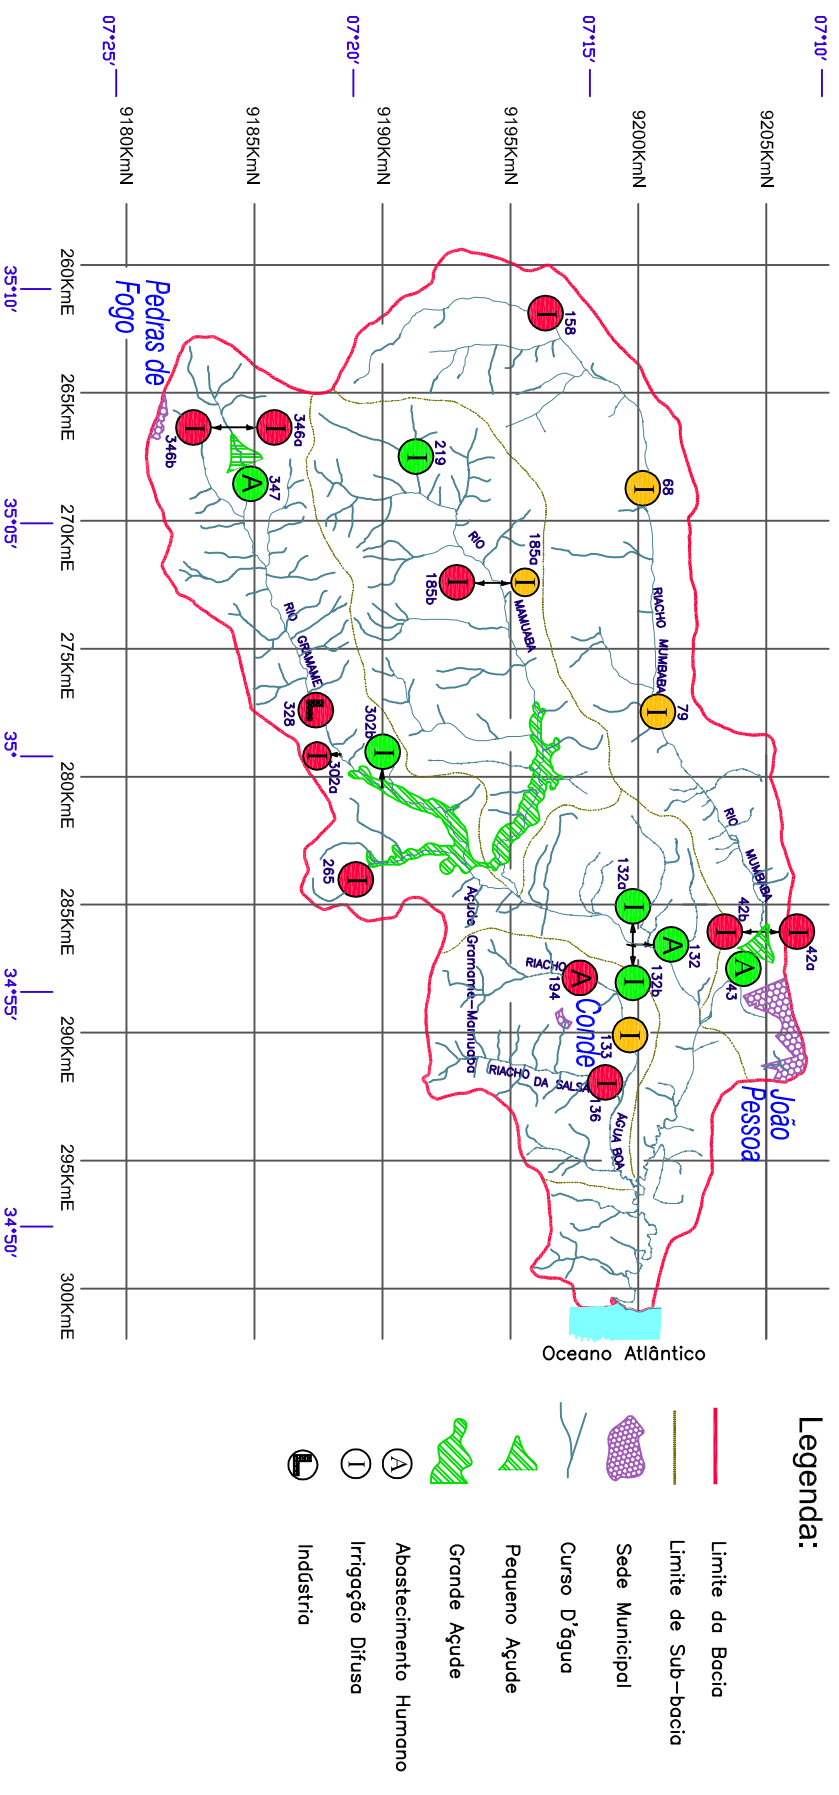 07°25'
07°20'
07°15'
07°10'
9180KmN
9185KmN
9190KmN
9195KmN
9200KmN
9205KmN
260KmE
265KmE
270KmE
275KmE
280KmE
285KmE
290KmE
295KmE
300KmE
35°10'
35°05'
35°
34°55'
34°50'
Pedras de
Fogo
I
158
I
346a
I
346b
A
347
I
219
I
68
RIO
MAMUABA
I
185a
I
185b
RIACHO MUMBABA
RIO GRAMAME
328
I
79
I
302b
I
302a
I
265
RIO MUMBABA
I
132a
A
132
I
132b
I
42b
I
42a
A
43
Açude Gramame-Mamuaba
RIACHO
A
194
Conde
I
133
I
136
RIACHO DA SALSA
ÁGUA BOA
João
Pessoa
Oceano Atlântico
Legenda:
Limite da Bacia
Limite de Sub-bacia
Sede Municipal
Curso D'água
Pequeno Açude
Grande Açude
A Abastecimento Humano
I Irrigação Difusa
Indústria